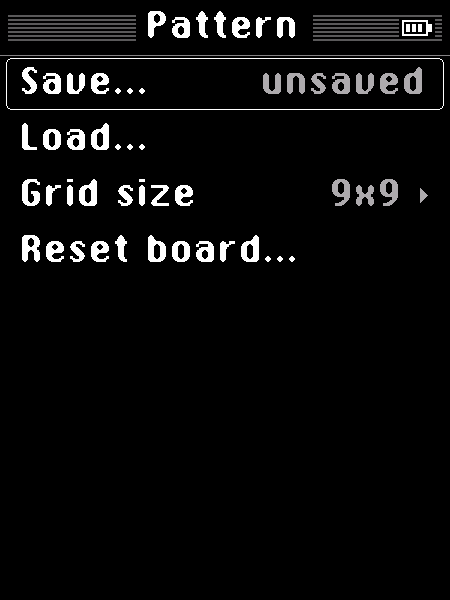 Pattern
Save... unsaved
Load...
Grid size 9x9
Reset board...